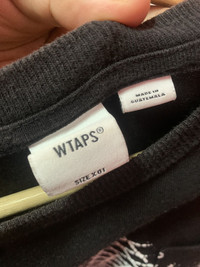 WTAPS®
SIZE X 01
MADE IN
GUATEMALA